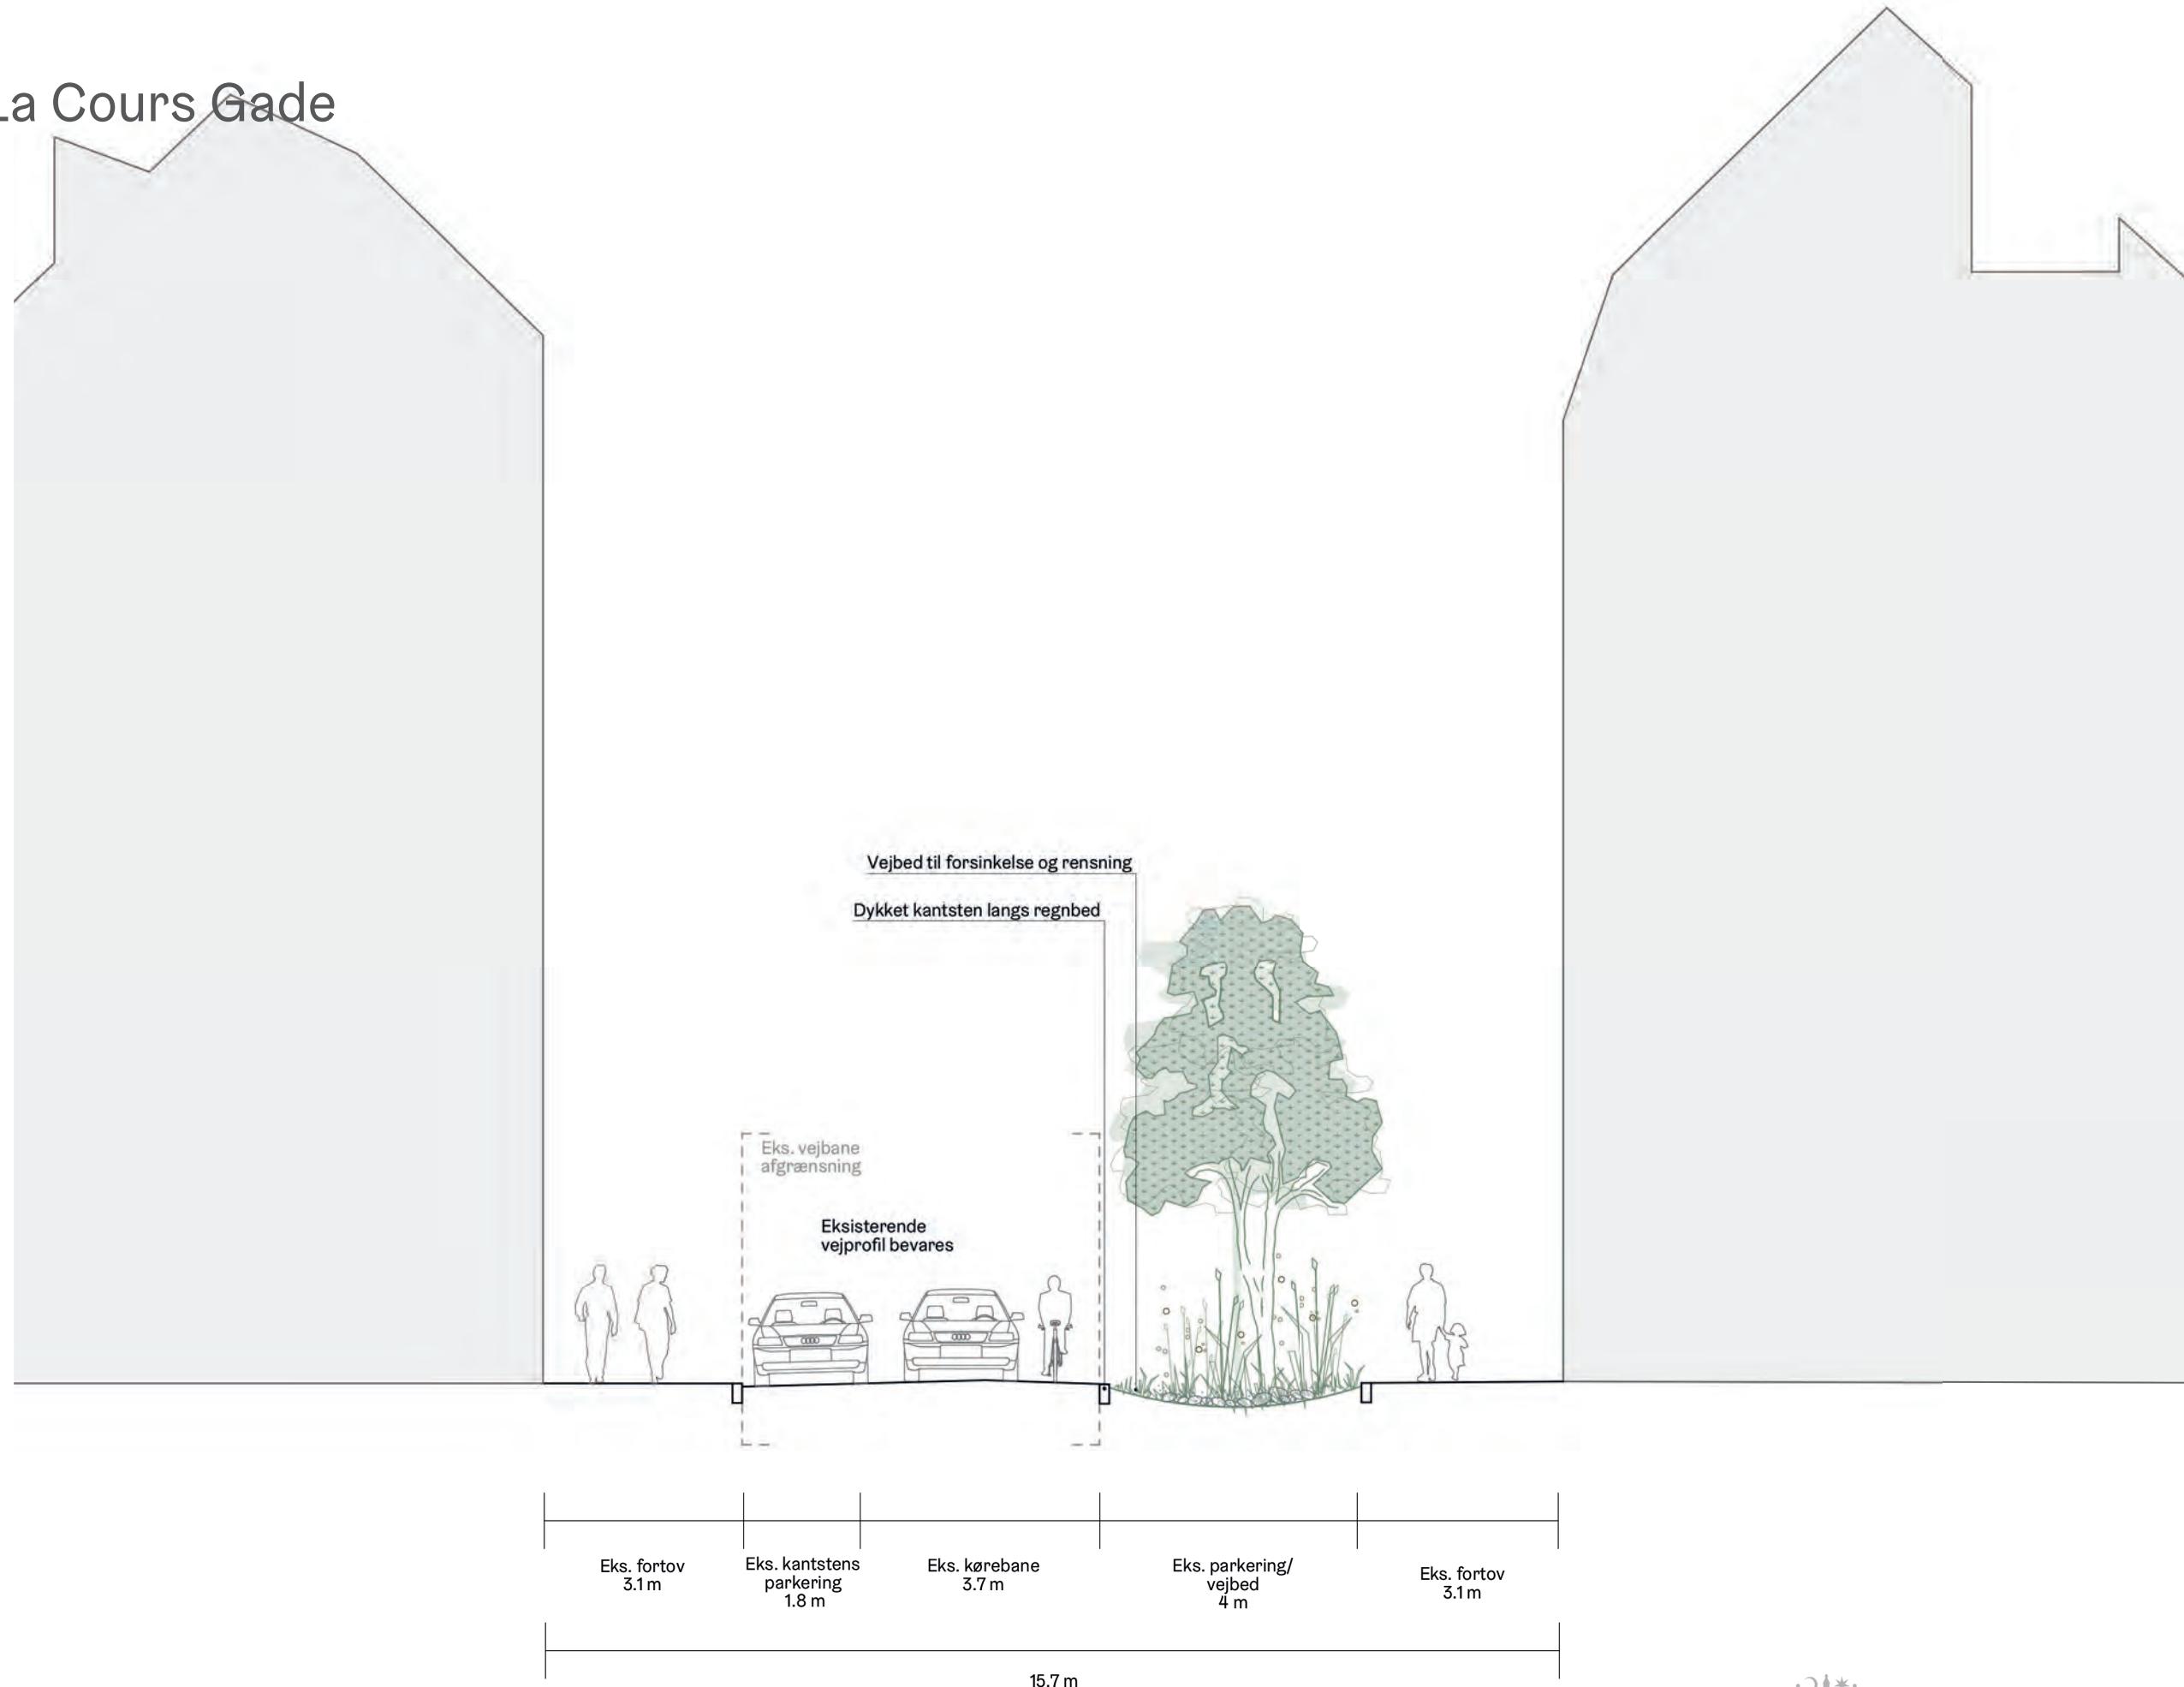 La Cours Gade
Vejbed til forsinkelse og rensning
Dykket kantsten langs regnbed
Eks. vejbane
afgrænsning
Eksisterende
vejprofil bevares
Eks. fortov
3.1 m
Eks. kantstens
parkering
1.8 m
Eks. kørebane
3.7 m
Eks. parkering/
vejbed
4 m
Eks. fortov
3.1 m
15.7 m